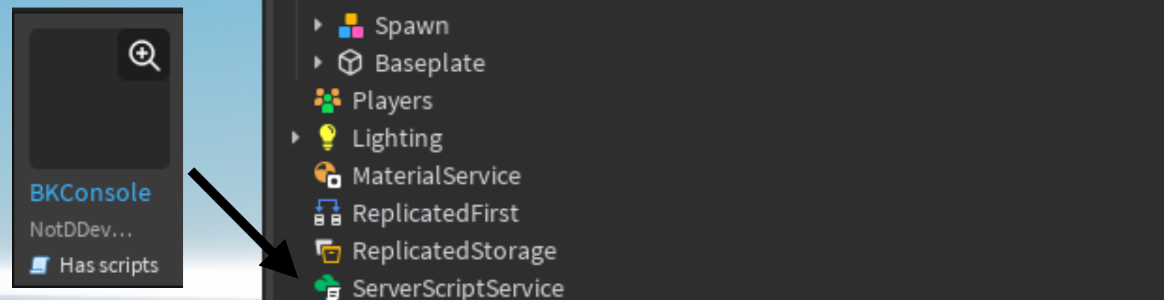 BKConsole
NotDDev...
Has scripts
Spawn
Baseplate
Players
Lighting
MaterialService
ReplicatedFirst
ReplicatedStorage
ServerScriptService